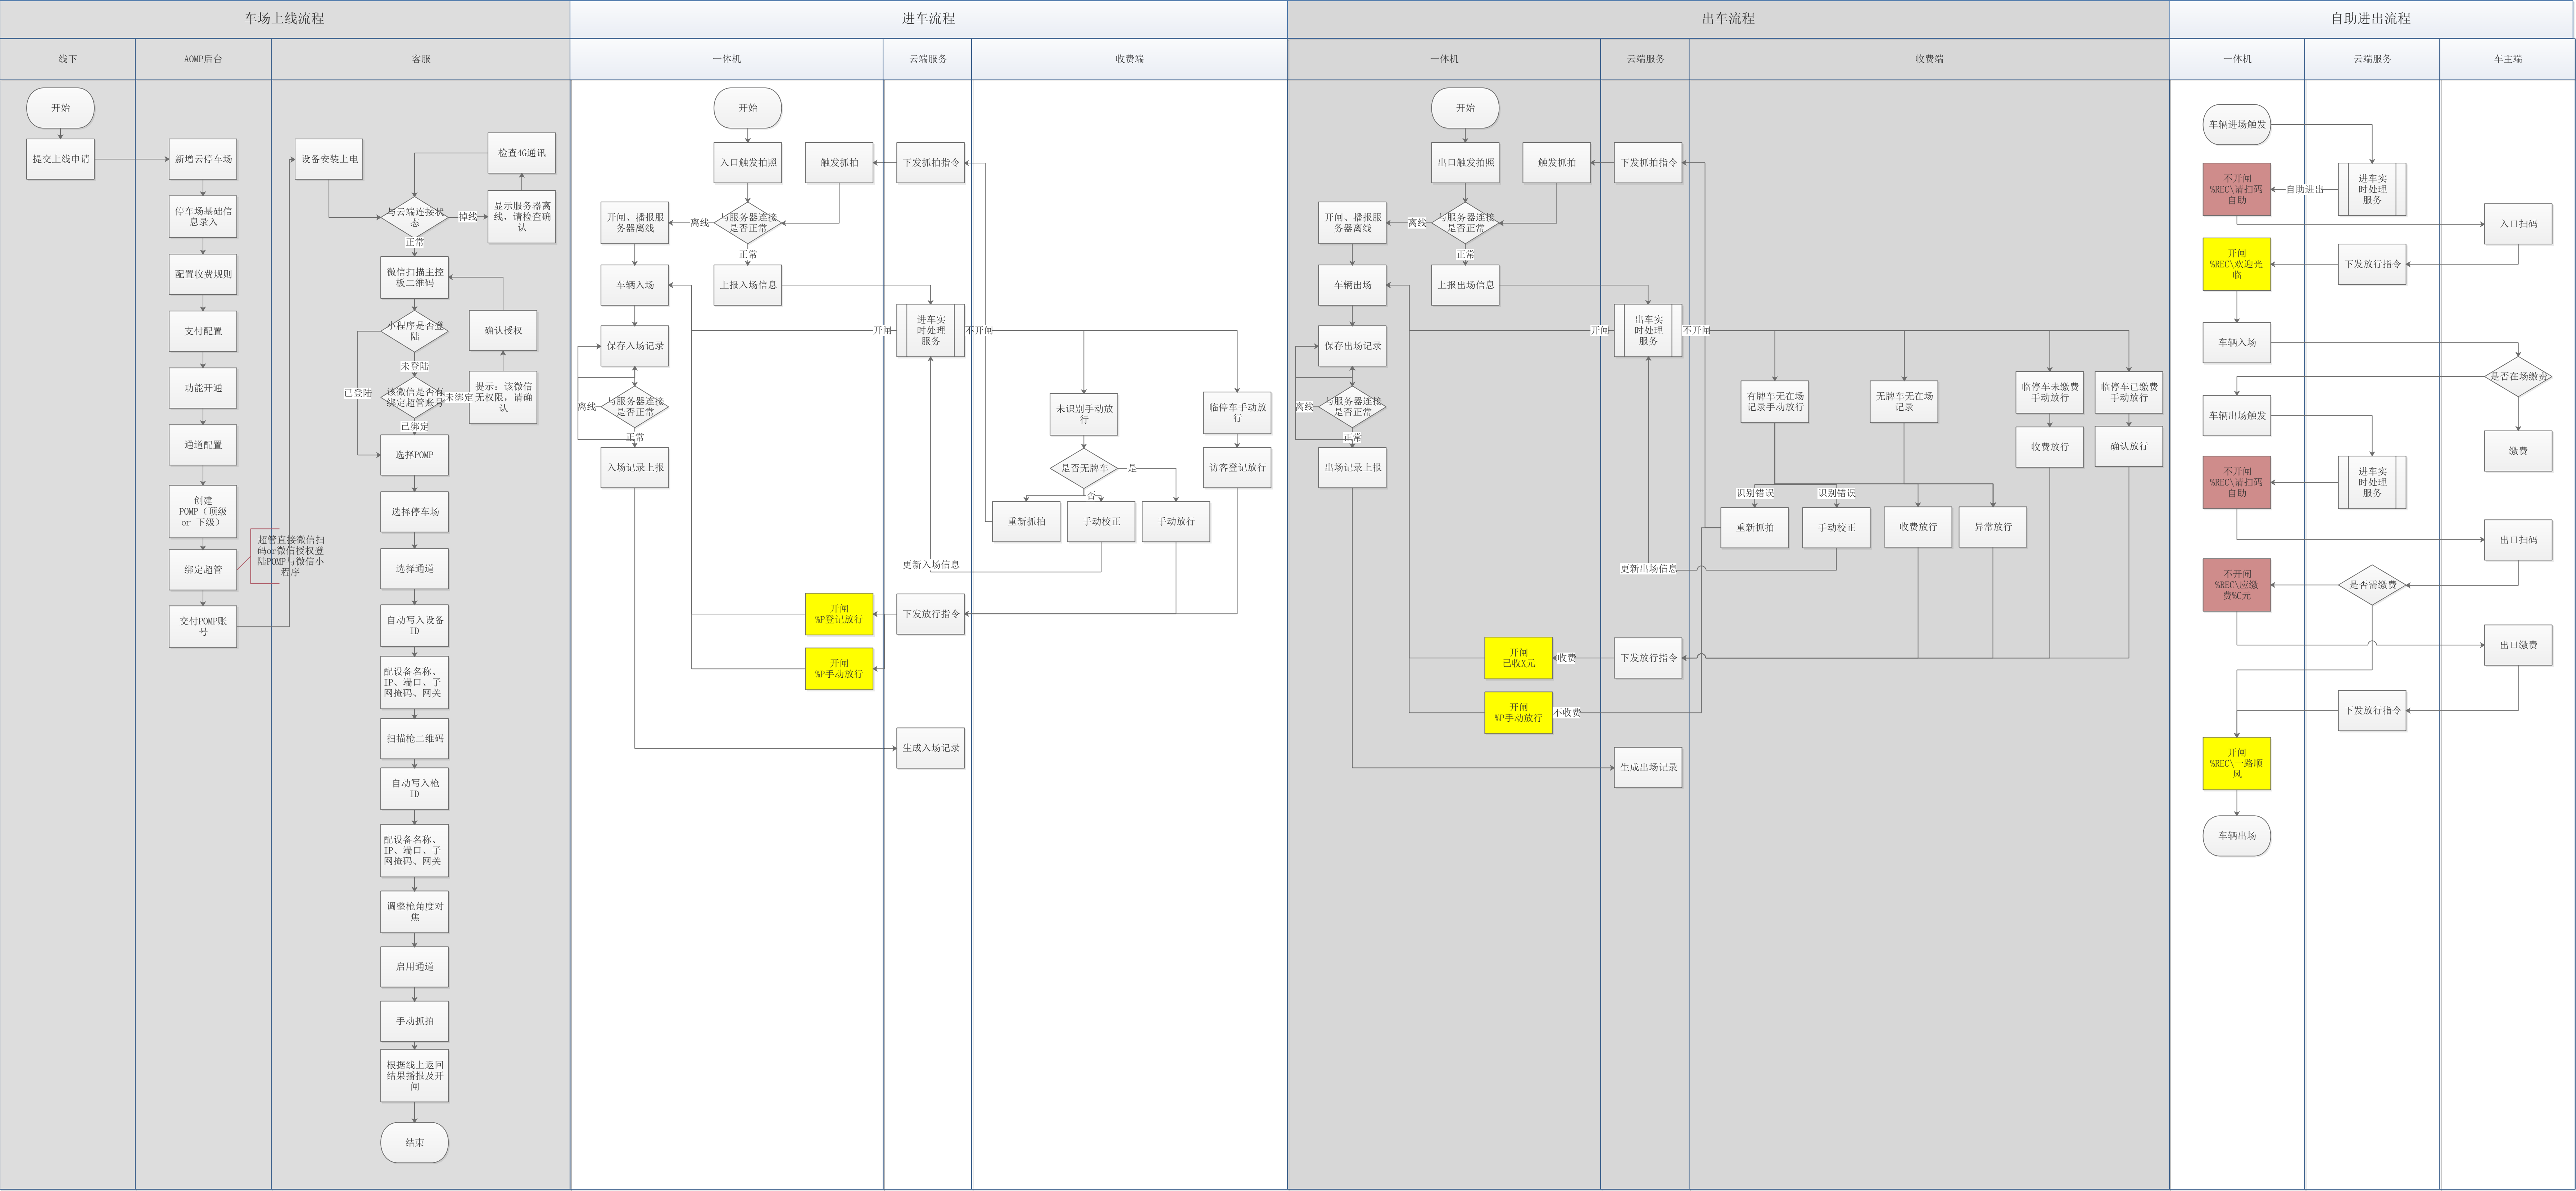 车场上线流程
进车流程
出车流程
自助进出流程
线下
AOMP后台
客服
一体机
云端服务
收费端
一体机
云端服务
收费端
一体机
云端服务
车主端
开始
提交上线申请
新增云停车场
停车场基础信
息录入
配置收费规则
支付配置
功能开通
通道配置
创建
POMP（顶级
or 下级）
绑定超管
超管直接微信扫
码or微信授权登
陆POMP与微信小
程序
交付POMP账
号
设备安装上电
检查4G通讯
与云端连接状
态
掉线
显示服务器离
线，请检查确
认
正常
微信扫描主控
板二维码
小程序是否登
陆
确认授权
未登陆
已登陆
该微信是否有
绑定超管账号
未绑定
提示：该微信
无权限，请确
认
已绑定
选择POMP
选择停车场
选择通道
自动写入设备
ID
配设备名称、
IP、端口、子
网掩码、网关
扫描枪二维码
自动写入枪
ID
配设备名称、
IP、端口、子
网掩码、网关
调整枪角度对
焦
启用通道
手动抓拍
根据线上返回
结果播报及开
闸
结束
开始
入口触发拍照
触发抓拍
下发抓拍指令
开闸、播报服
务器离线
离线
与服务器连接
是否正常
正常
车辆入场
上报入场信息
进车实
时处理
服务
开闸
不开闸
保存入场记录
与服务器连接
是否正常
离线
正常
入场记录上报
未识别手动放
行
临停车手动放
行
是否无牌车
是
否
访客登记放行
重新抓拍
手动校正
手动放行
更新入场信息
开闸
%P登记放行
下发放行指令
开闸
%P手动放行
生成入场记录
开始
出口触发拍照
触发抓拍
下发抓拍指令
开闸、播报服
务器离线
离线
与服务器连接
是否正常
正常
车辆出场
上报出场信息
出车实
时处理
服务
开闸
不开闸
保存出场记录
与服务器连接
是否正常
离线
正常
出场记录上报
有牌车无在场
记录手动放行
无牌车无在场
记录
临停车未缴费
手动放行
临停车已缴费
手动放行
收费放行
确认放行
识别错误
识别错误
重新抓拍
手动校正
收费放行
异常放行
更新出场信息
开闸
已收X元
收费
下发放行指令
开闸
%P手动放行
不收费
生成出场记录
车辆进场触发
不开闸
%REC\请扫码
自助
自助进出
进车实
时处理
服务
入口扫码
开闸
%REC\欢迎光
临
下发放行指令
车辆入场
是否在场缴费
车辆出场触发
缴费
不开闸
%REC\请扫码
自助
进车实
时处理
服务
出口扫码
不开闸
%REC\应缴
费%C元
是否需缴费
出口缴费
下发放行指令
开闸
%REC\一路顺
风
车辆出场